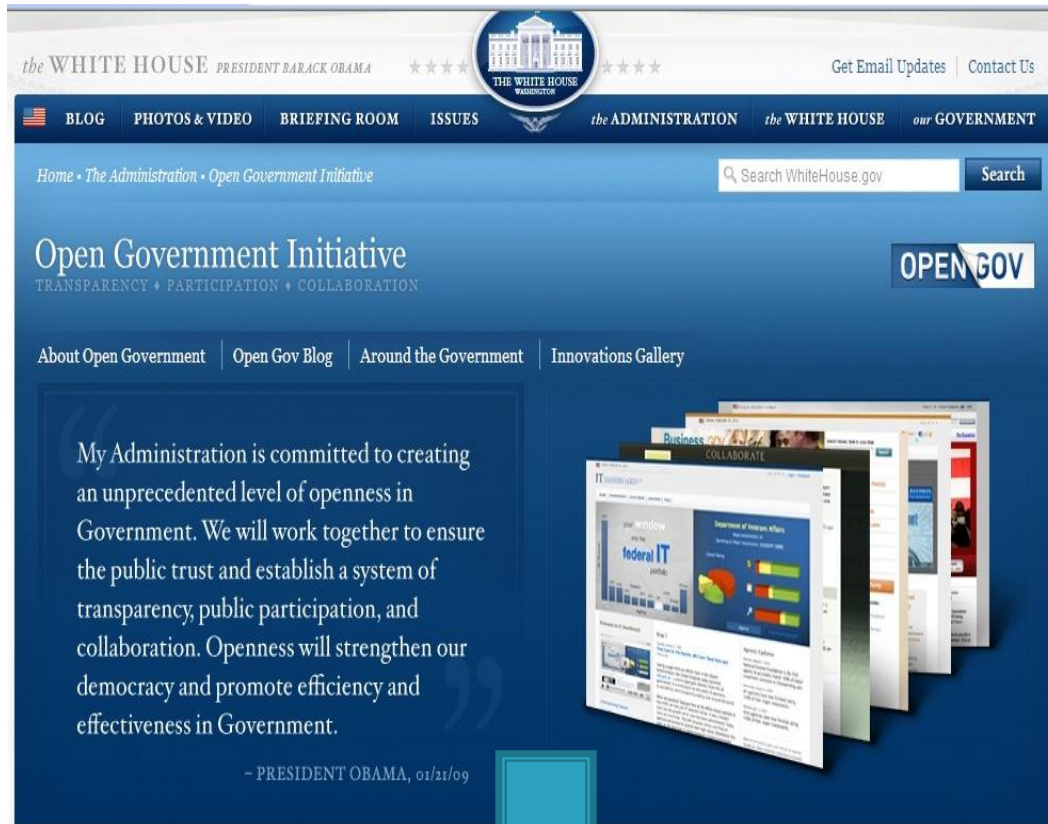 the WHITE HOUSE PRESIDENT BARACK OBAMA
THE WHITE HOUSE
WASHINGTON
Get Email Updates | Contact Us
BLOG PHOTOS & VIDEO BRIEFING ROOM ISSUES the ADMINISTRATION the WHITE HOUSE our GOVERNMENT
Home • The Administration • Open Government Initiative
Search WhiteHouse.gov Search
Open Government Initiative
TRANSPARENCY ♦ PARTICIPATION ♦ COLLABORATION
OPEN GOV
About Open Government | Open Gov Blog | Around the Government | Innovations Gallery
“
My Administration is committed to creating
an unprecedented level of openness in
Government. We will work together to ensure
the public trust and establish a system of
transparency, public participation, and
collaboration. Openness will strengthen our
democracy and promote efficiency and
effectiveness in Government.
”
– PRESIDENT OBAMA, 01/21/09
Business.gov
COLLABORATE
IT DASHBOARD
your window
into the
federal IT
portfolio
Department of Veterans Affairs